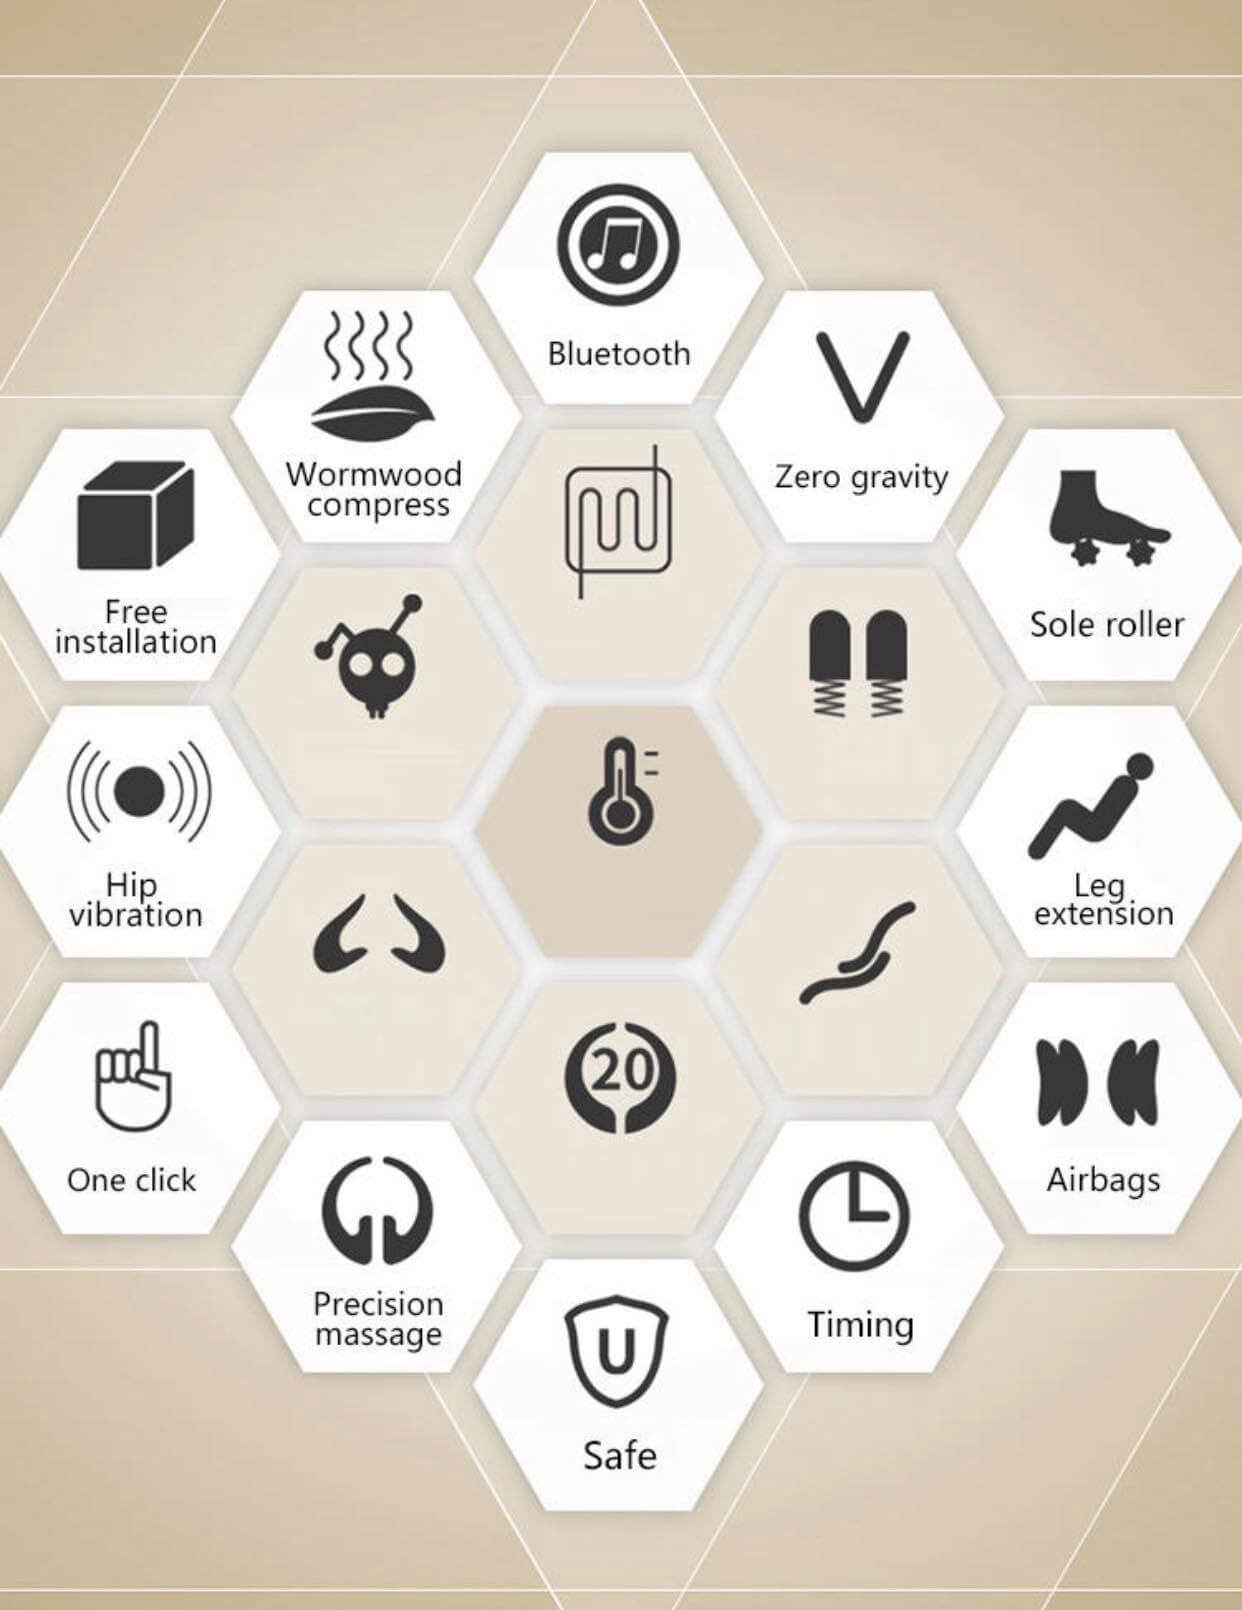 Bluetooth
Wormwood
compress
Zero gravity
Free
installation
Sole roller
Hip
vibration
Leg
extension
20
One click
Airbags
Precision
massage
Timing
U
Safe